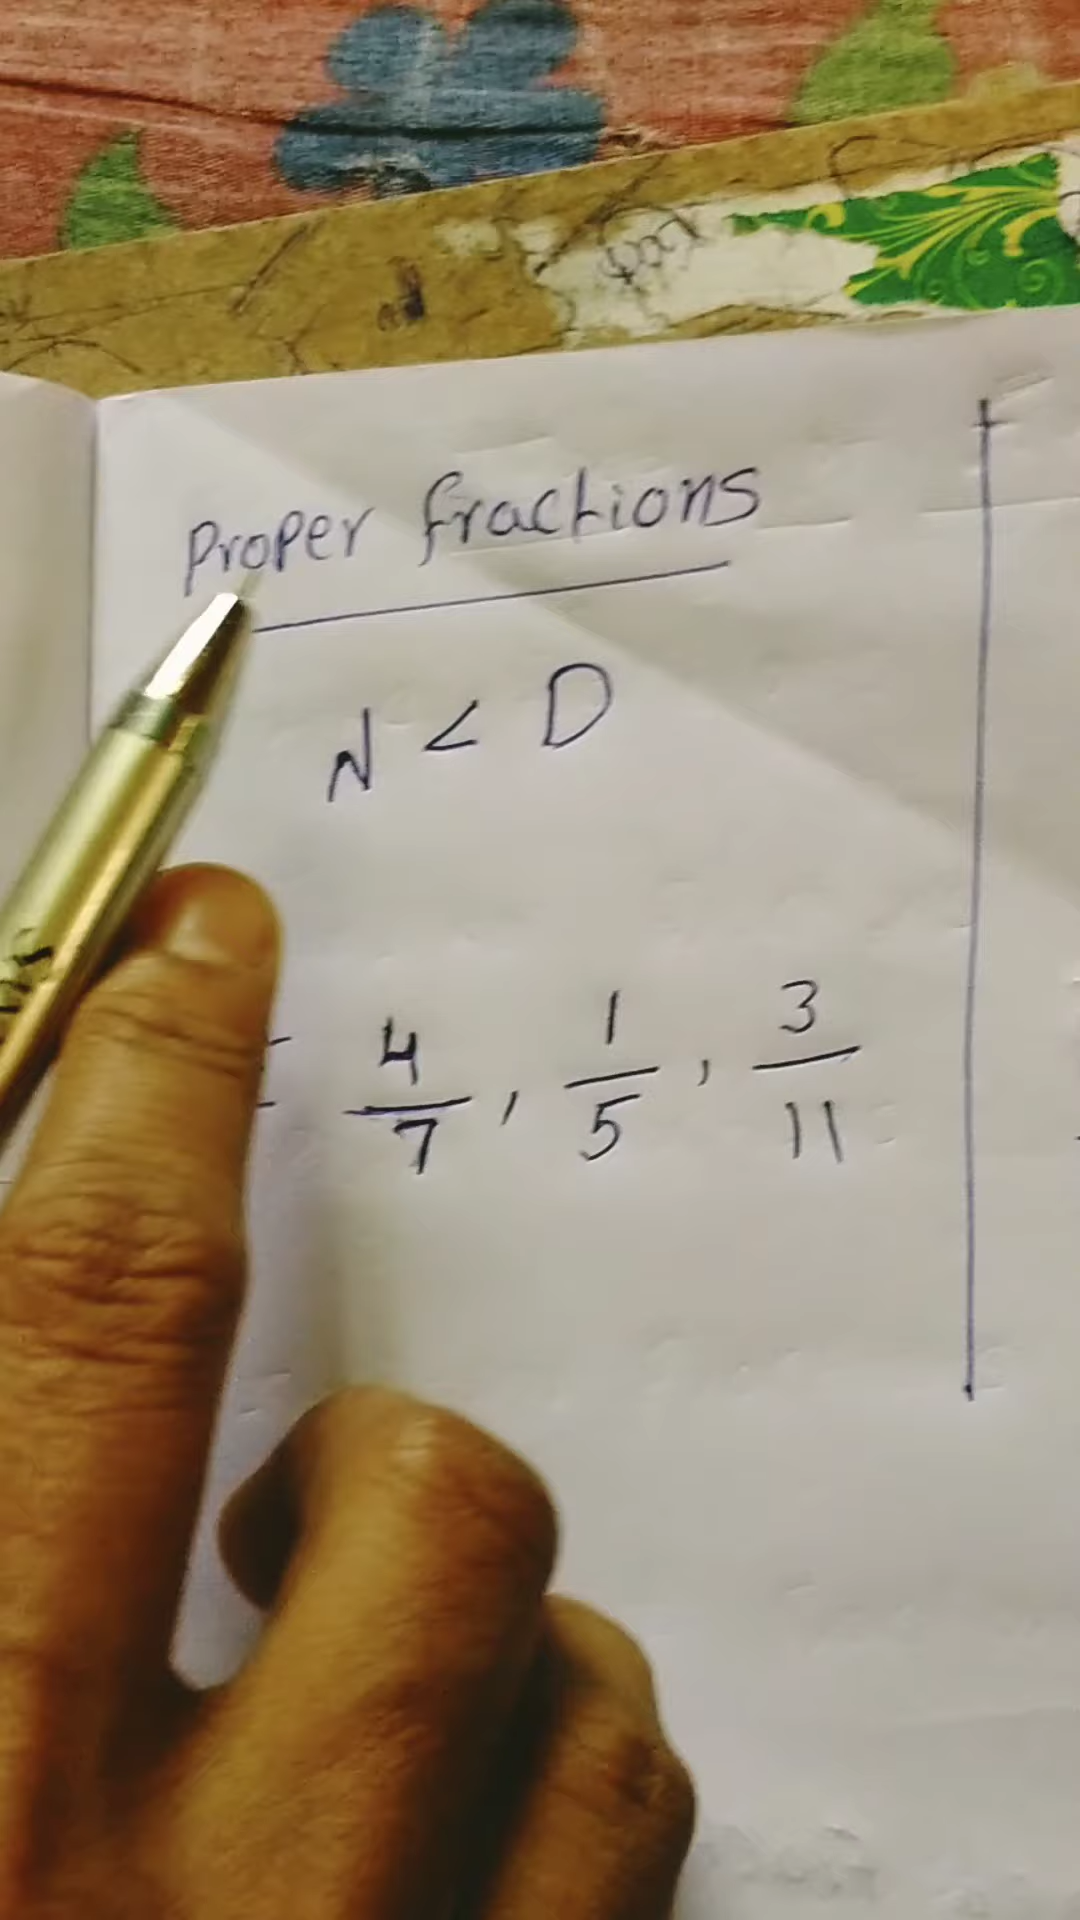 Proper fractions
N < D
= 4/7, 1/5, 3/11